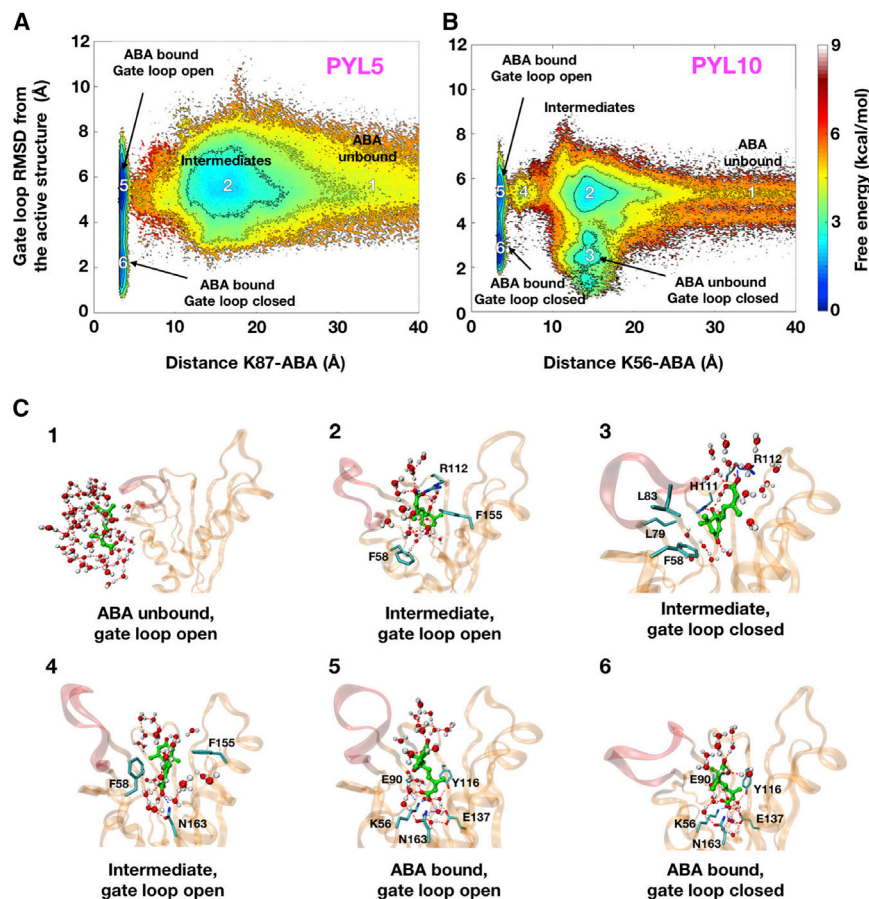 A
B
ABA bound
Gate loop open
PYL5
ABA bound
Gate loop open
PYL10
Gate loop RMSD from
the active structure (Å)
12
10
8
6
4
2
0
Intermediates
ABA
unbound
5
2
1
6
ABA bound
Gate loop closed
0 10 20 30 40
Distance K87-ABA (Å)
12
10
8
6
4
2
0
Intermediates
ABA
unbound
5
4
2
1
6
3
ABA bound
Gate loop closed
ABA unbound
Gate loop closed
0 10 20 30 40
Distance K56-ABA (Å)
9
6
3
0
Free energy (kcal/mol)
C
1
ABA unbound,
gate loop open
2
R112
F155
F58
Intermediate,
gate loop open
3
R112
H111
L83
L79
F58
Intermediate,
gate loop closed
4
F155
F58
N163
Intermediate,
gate loop open
5
E90
Y116
K56
E137
N163
ABA bound,
gate loop open
6
E90
Y116
K56
E137
N163
ABA bound,
gate loop closed